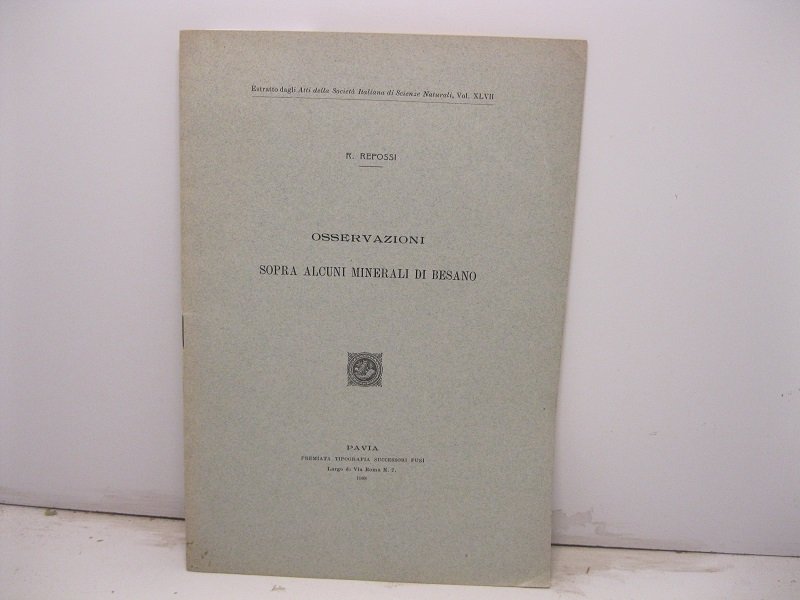 Estratto dagli Atti della Società Italiana di Scienze Naturali, Vol. XLVII
R. REPOSSI
OSSERVAZIONI
SOPRA ALCUNI MINERALI DI BESANO
PAVIA
PREMIATA TIPOGRAFIA SUCCESSORI FUSI
Largo di Via Roma N. 7.